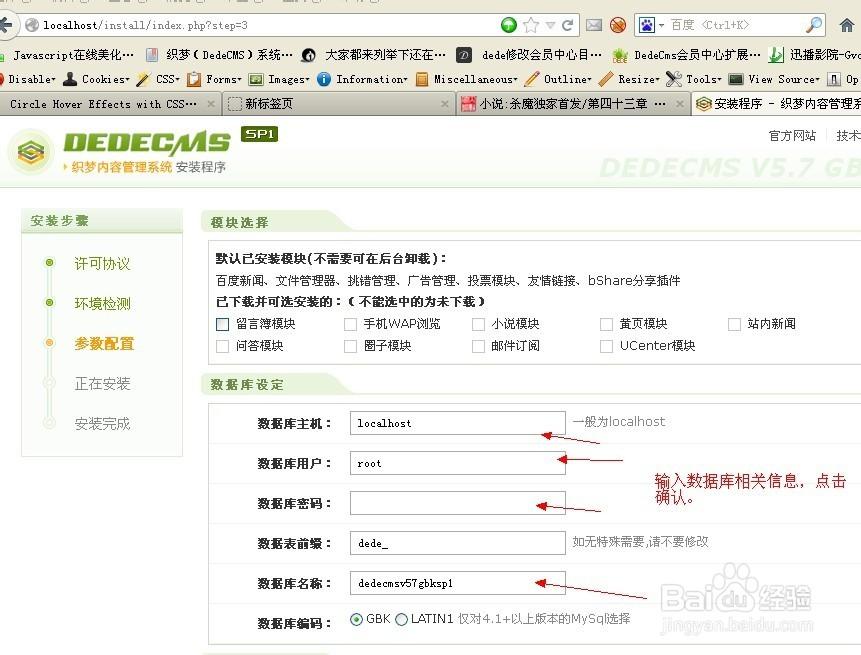 localhost/install/index.php?step=3
百度 <Ctrl+K>
Javascript在线美化… 织梦（DedeCMS）系统… 大家都来列举下还在… dede修改会员中心目… DedeCms会员中心扩展… 迅播影院-Gvo
Disable Cookies CSS Forms Images Information Miscellaneous Outline Resize Tools View Source Op
Circle Hover Effects with CSS… 新标签页 小说:杀魔独家首发/第四十三章 … 安装程序 - 织梦内容管理系
DEDECMS SP1
官方网站 技术
织梦内容管理系统 安装程序
DEDECMS V5.7 GB
安装步骤
许可协议
环境检测
参数配置
正在安装
安装完成
模块选择
默认已安装模块(不需要可在后台卸载)：
百度新闻、文件管理器、挑错管理、广告管理、投票模块、友情链接、bShare分享插件
已下载并可选安装的：（不能选中的为未下载）
留言簿模块 手机WAP浏览 小说模块 黄页模块 站内新闻
问答模块 圈子模块 邮件订阅 UCenter模块
数据库设定
数据库主机： localhost 一般为localhost
数据库用户： root
输入数据库相关信息，点击
确认。
数据库密码：
数据表前缀： dede_ 如无特殊需要,请不要修改
数据库名称： dedecmsv57gbksp1
数据库编码： GBK LATIN1 仅对4.1+以上版本的MySql选择
Baidu经验
jingyan.baidu.com